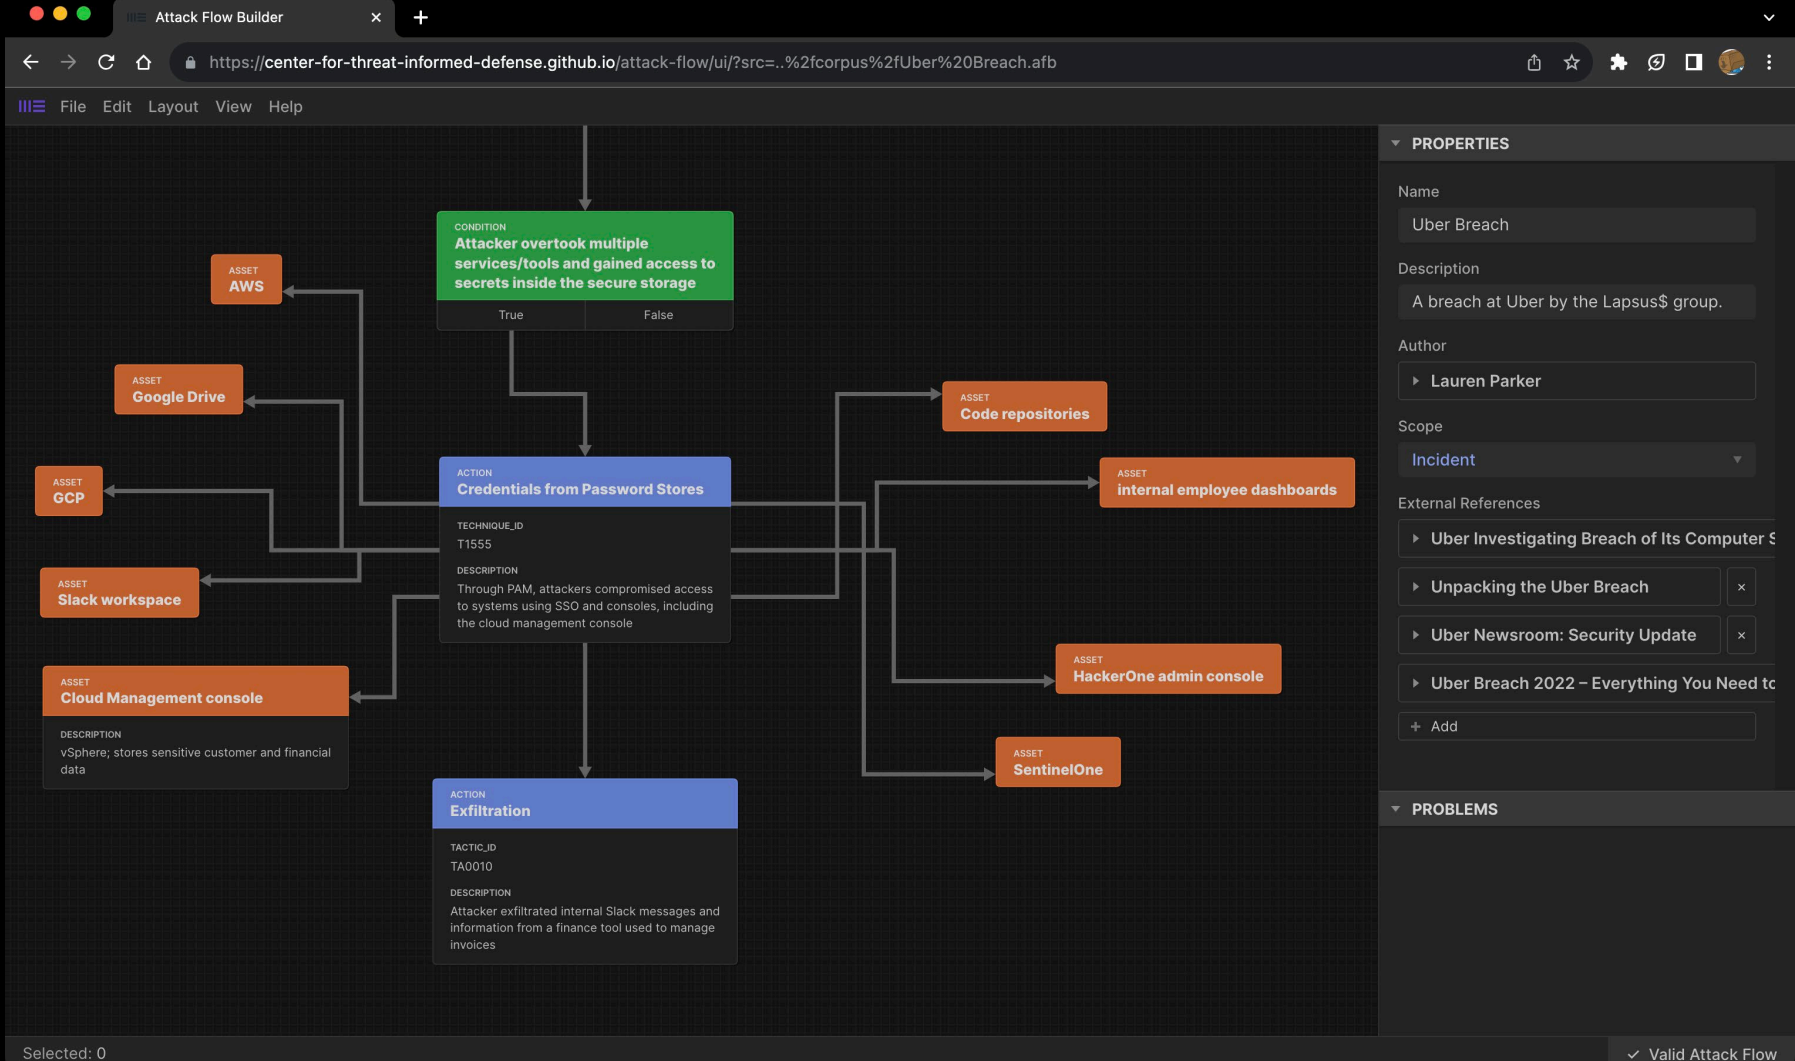 Attack Flow Builder
https://center-for-threat-informed-defense.github.io/attack-flow/ui/?src=..%2fcorpus%2fUber%20Breach.afb
File Edit Layout View Help
CONDITION
Attacker overtook multiple
services/tools and gained access to
secrets inside the secure storage
True False
ASSET
AWS
ASSET
Google Drive
ASSET
GCP
ASSET
Slack workspace
ASSET
Cloud Management console
DESCRIPTION
vSphere; stores sensitive customer and financial
data
ACTION
Credentials from Password Stores
TECHNIQUE_ID
T1555
DESCRIPTION
Through PAM, attackers compromised access
to systems using SSO and consoles, including
the cloud management console
ACTION
Exfiltration
TACTIC_ID
TA0010
DESCRIPTION
Attacker exfiltrated internal Slack messages and
information from a finance tool used to manage
invoices
ASSET
Code repositories
ASSET
internal employee dashboards
ASSET
HackerOne admin console
ASSET
SentinelOne
PROPERTIES
Name
Uber Breach
Description
A breach at Uber by the Lapsus$ group.
Author
Lauren Parker
Scope
Incident
External References
Uber Investigating Breach of Its Computer S
Unpacking the Uber Breach
Uber Newsroom: Security Update
Uber Breach 2022 – Everything You Need to
+ Add
PROBLEMS
Selected: 0
Valid Attack Flow